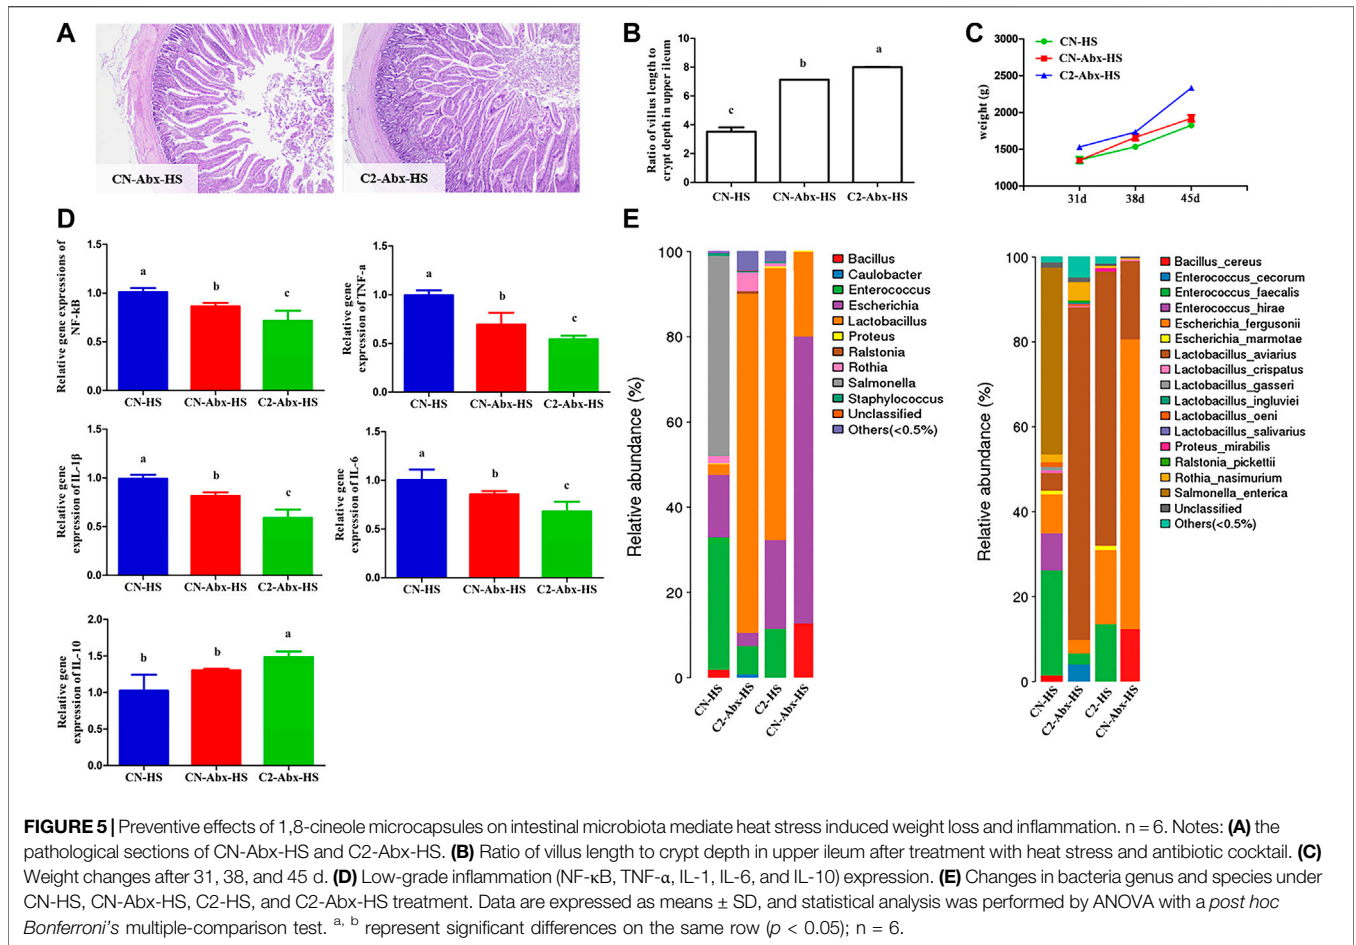 A
CN-Abx-HS
C2-Abx-HS
B
Ratio of villus length to
crypt depth in upper ileum
10
8
6
4
2
0
c
b
a
CN-HS
CN-Abx-HS
C2-Abx-HS
C
CN-HS
CN-Abx-HS
C2-Abx-HS
weight (g)
3000
2500
2000
1500
1000
31d
38d
45d
D
Relative gene expressions of
NF-kB
1.5
1.0
0.5
0.0
a
b
c
CN-HS
CN-Abx-HS
C2-Abx-HS
Relative gene
expression of TNF-a
1.5
1.0
0.5
0.0
a
b
c
CN-HS
CN-Abx-HS
C2-Abx-HS
Relative gene
expression of IL-1β
1.5
1.0
0.5
0.0
a
b
c
CN-HS
CN-Abx-HS
C2-Abx-HS
Relative gene
expression of IL-6
1.5
1.0
0.5
0.0
a
b
c
CN-HS
CN-Abx-HS
C2-Abx-HS
Relative gene
expression of IL-10
2.0
1.5
1.0
0.5
0.0
b
b
a
CN-HS
CN-Abx-HS
C2-Abx-HS
E
Relative abundance (%)
100
80
60
40
20
0
CN-HS
C2-Abx-HS
C2-HS
CN-Abx-HS
Bacillus
Caulobacter
Enterococcus
Escherichia
Lactobacillus
Proteus
Ralstonia
Rothia
Salmonella
Staphylococcus
Unclassified
Others(<0.5%)
Relative abundance (%)
100
80
60
40
20
0
CN-HS
C2-Abx-HS
C2-HS
CN-Abx-HS
Bacillus_cereus
Enterococcus_cecorum
Enterococcus_faecalis
Enterococcus_hirae
Escherichia_fergusonii
Escherichia_marmotae
Lactobacillus_aviarius
Lactobacillus_crispatus
Lactobacillus_gasseri
Lactobacillus_ingluviei
Lactobacillus_oeni
Lactobacillus_salivarius
Proteus_mirabilis
Ralstonia_pickettii
Rothia_nasimurium
Salmonella_enterica
Unclassified
Others(<0.5%)
FIGURE 5 | Preventive effects of 1,8-cineole microcapsules on intestinal microbiota mediate heat stress induced weight loss and inflammation. n = 6. Notes: (A) the
pathological sections of CN-Abx-HS and C2-Abx-HS. (B) Ratio of villus length to crypt depth in upper ileum after treatment with heat stress and antibiotic cocktail. (C)
Weight changes after 31, 38, and 45 d. (D) Low-grade inflammation (NF-κB, TNF-α, IL-1, IL-6, and IL-10) expression. (E) Changes in bacteria genus and species under
CN-HS, CN-Abx-HS, C2-HS, and C2-Abx-HS treatment. Data are expressed as means ± SD, and statistical analysis was performed by ANOVA with a post hoc
Bonferroni's multiple-comparison test. a, b represent significant differences on the same row (p < 0.05); n = 6.